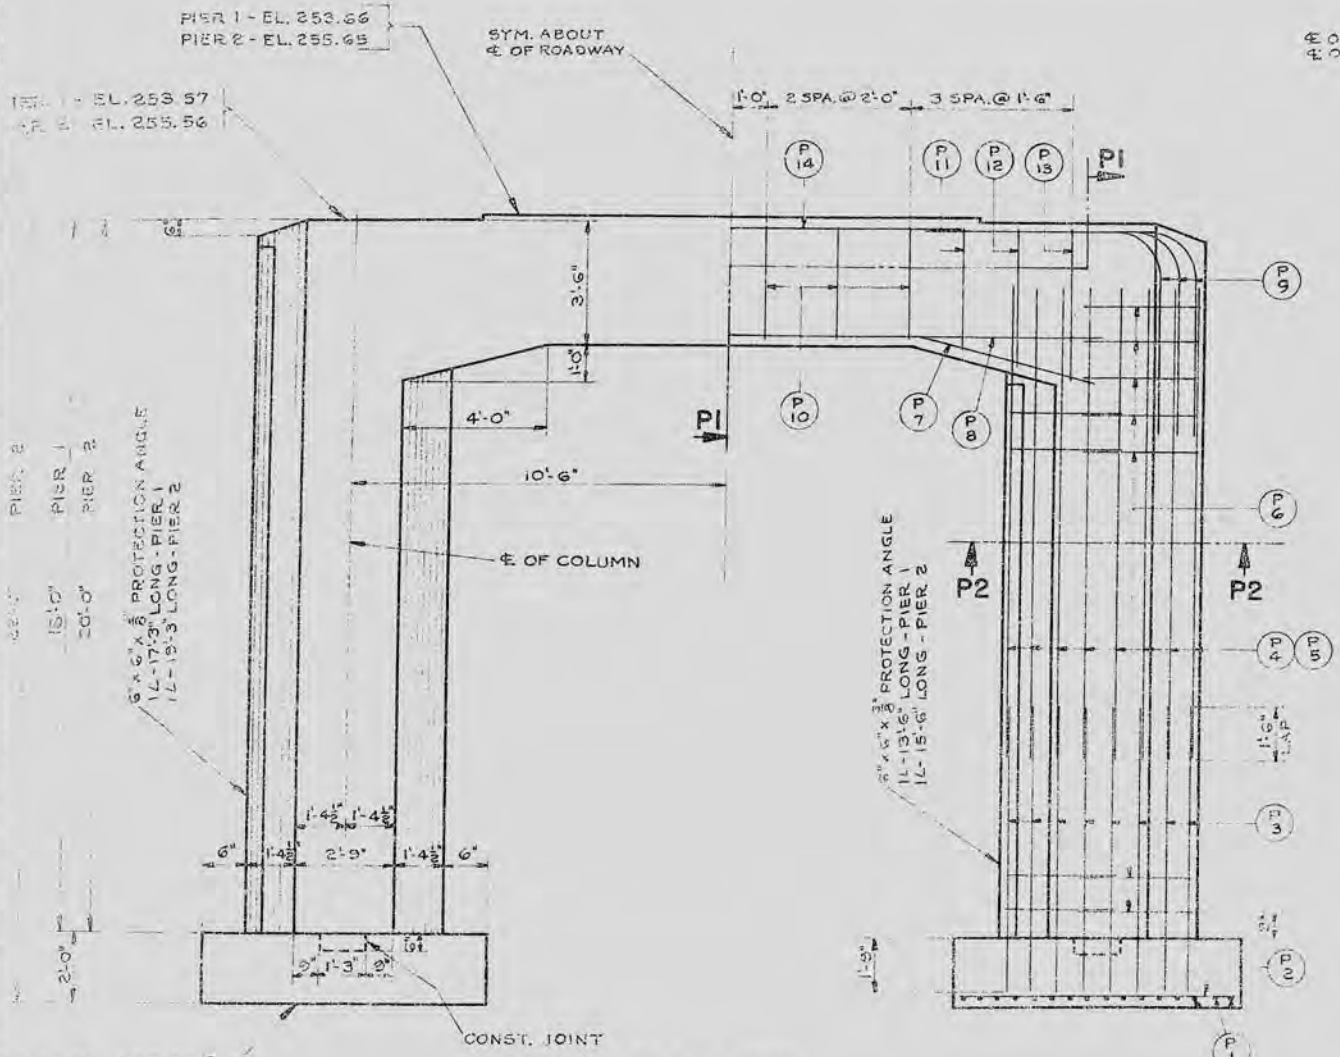 PIER 1 - EL. 253.66
PIER 2 - EL. 255.65
SYM. ABOUT
℄ OF ROADWAY
EL. 253.57
EL. 255.56
1'-0"
2 SPA. @ 2'-0"
3 SPA. @ 1'-6"
P 14
P 11
P 12
P 13
P1
6"
3'-6"
1'-0"
P 9
4'-0"
P1
P 10
P 7
P 8
10'-6"
P 6
℄ OF COLUMN
P2
P2
PIER 2
PIER 1
PIER 2
20'-0"
6" x 6" x 3/8" PROTECTION ANGLE
1L-17'-3" LONG - PIER 1
1L-19'-3" LONG - PIER 2
6" x 6" x 3/8" PROTECTION ANGLE
1L-13'-6" LONG - PIER 1
1L-15'-6" LONG - PIER 2
P 4
P 5
1'-6" LAP
P 3
1'-4 1/2"
1'-4 1/2"
6"
1'-4 1/2"
2'-9"
1'-4 1/2"
6"
2'-0"
9"
1'-3"
9"
1'-9"
P 2
CONST. JOINT
P 1